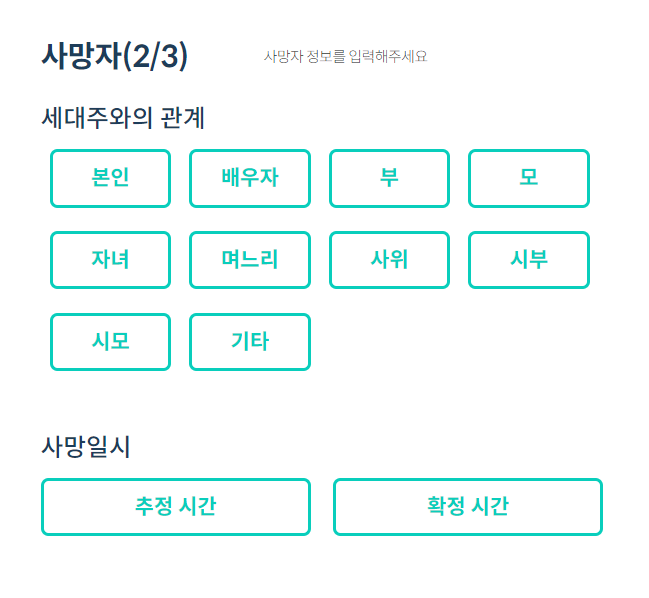 사망자(2/3) 사망자 정보를 입력해주세요
세대주와의 관계
본인 배우자 부 모
자녀 며느리 사위 시부
시모 기타
사망일시
추정 시간 확정 시간